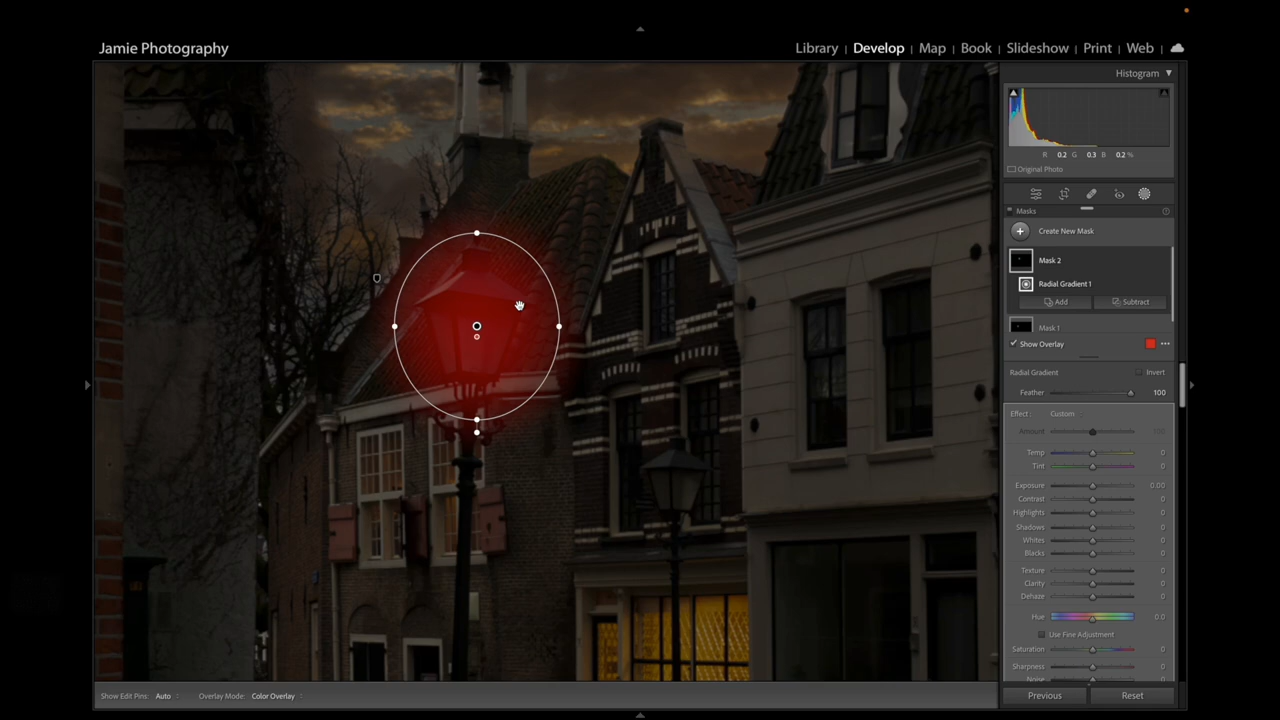 Jamie Photography
Library | Develop | Map | Book | Slideshow | Print | Web
Histogram
R 0.2 G 0.3 B 0.2 %
Original Photo
Masks
Create New Mask
Mask 2
Radial Gradient 1
Add Subtract
Mask 1
Show Overlay
Radial Gradient Invert
Feather 100
Effect: Custom
Amount 100
Temp 0
Tint 0
Exposure 0.00
Contrast 0
Highlights 0
Shadows 0
Whites 0
Blacks 0
Texture 0
Clarity 0
Dehaze 0
Hue 0.0
Use Fine Adjustment
Saturation 0
Sharpness 0
Noise 0
Show Edit Pins: Auto Overlay Mode: Color Overlay
Previous Reset